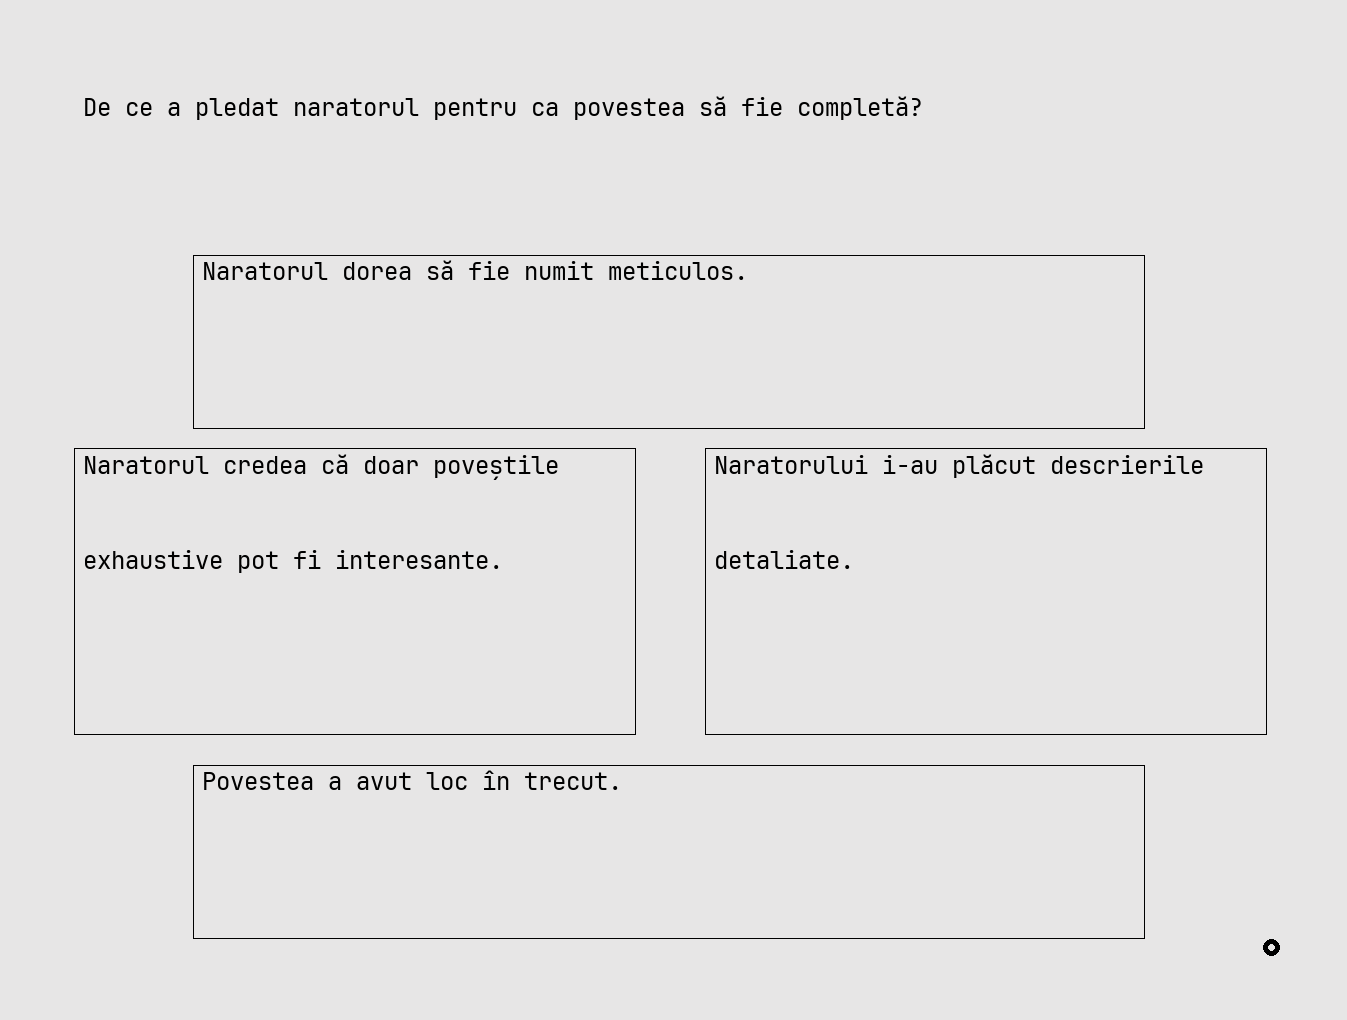 De ce a pledat naratorul pentru ca povestea să fie completă?
Naratorul dorea să fie numit meticulos.
Naratorul credea că doar poveștile
exhaustive pot fi interesante.
Naratorului i-au plăcut descrierile
detaliate.
Povestea a avut loc în trecut.